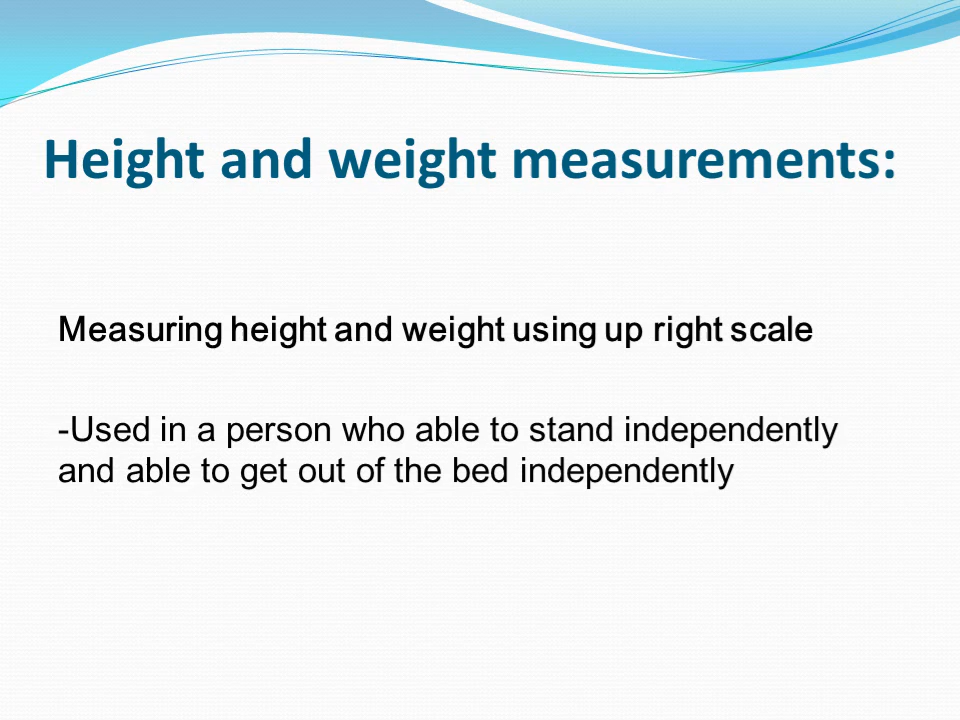 Height and weight measurements:
Measuring height and weight using up right scale
-Used in a person who able to stand independently
and able to get out of the bed independently